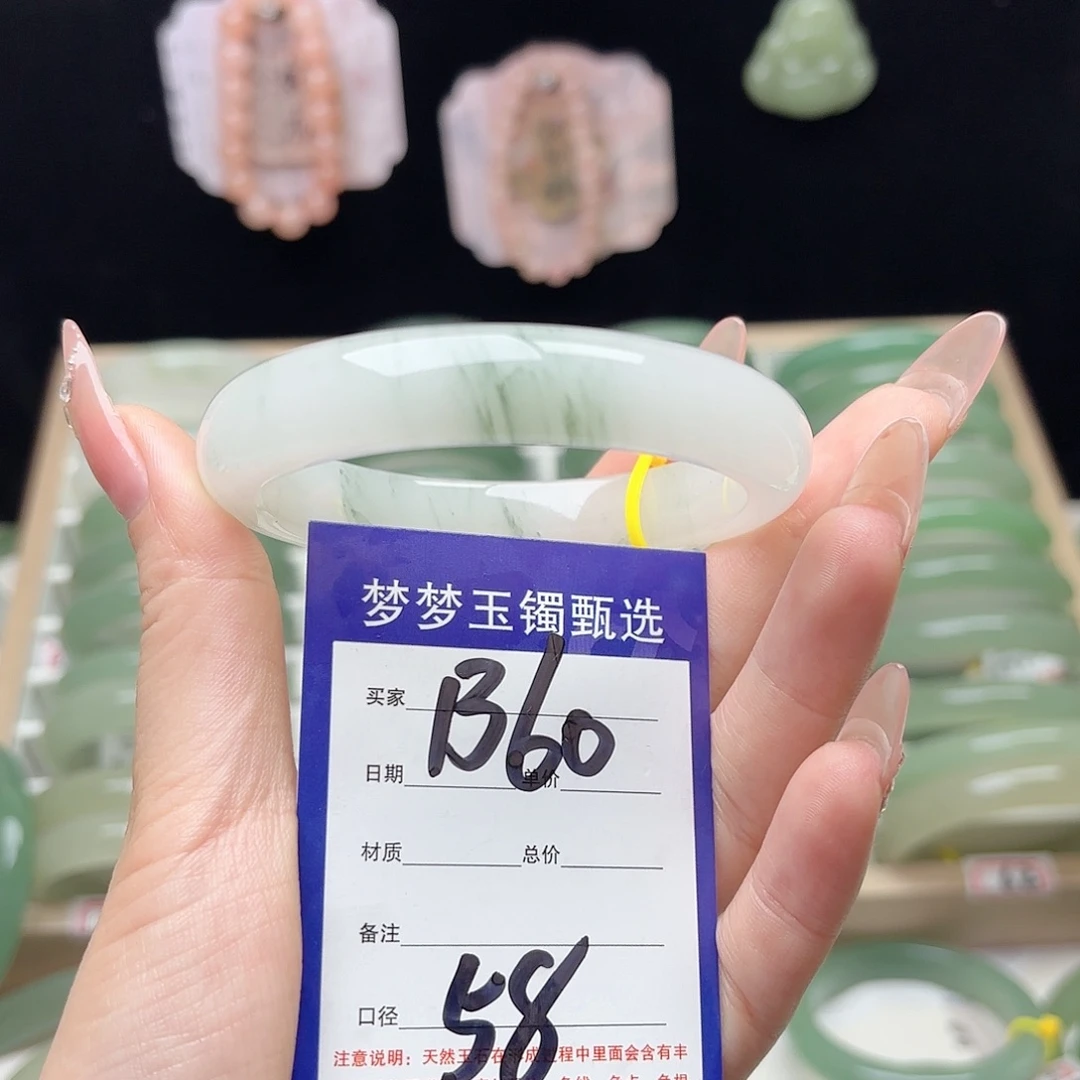 梦梦玉镯甄选
买家 B60
日期 单价
材质 总价
备注
口径 58
注意说明：天然玉石在形成过程中里面会含有丰